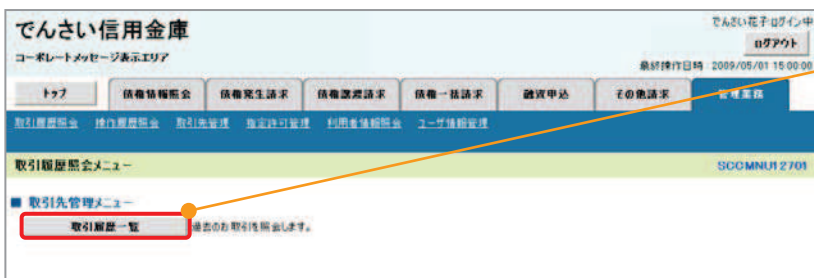 でんさい信用金庫
でんさい花子:ログイン中
ログアウト
コーポレートメッセージ表示エリア
最終操作日時：2009/05/01 15:00:00
トップ 債権情報照会 債権発生請求 債権譲渡請求 債権一括請求 融資申込 その他請求 管理業務
取引履歴照会 操作履歴照会 取引先管理 指定許可管理 利用者情報照会 ユーザ情報管理
取引履歴照会メニュー SCCMNU12701
■ 取引先管理メニュー
取引履歴一覧 過去のお取引を照会します。